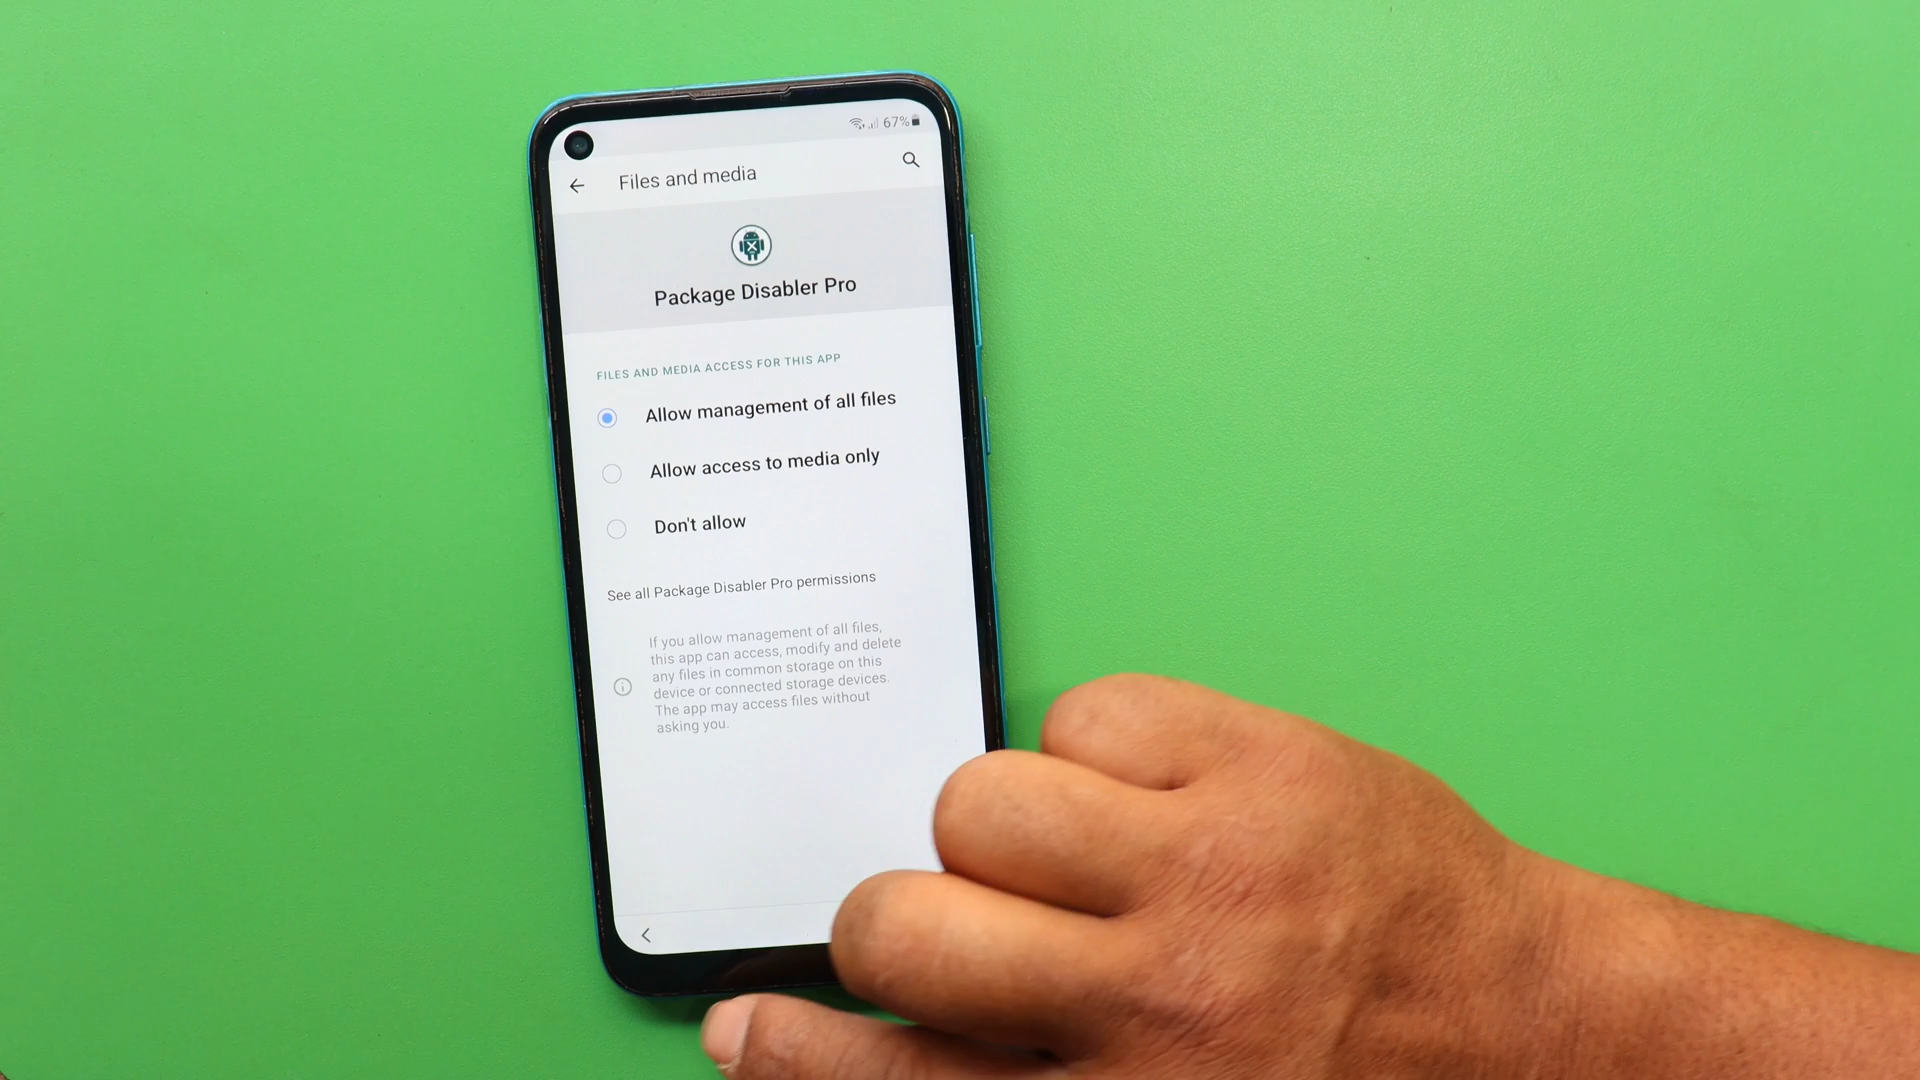 67%
Files and media
Package Disabler Pro
FILES AND MEDIA ACCESS FOR THIS APP
Allow management of all files
Allow access to media only
Don't allow
See all Package Disabler Pro permissions
If you allow management of all files,
this app can access, modify and delete
any files in common storage on this
device or connected storage devices.
The app may access files without
asking you.